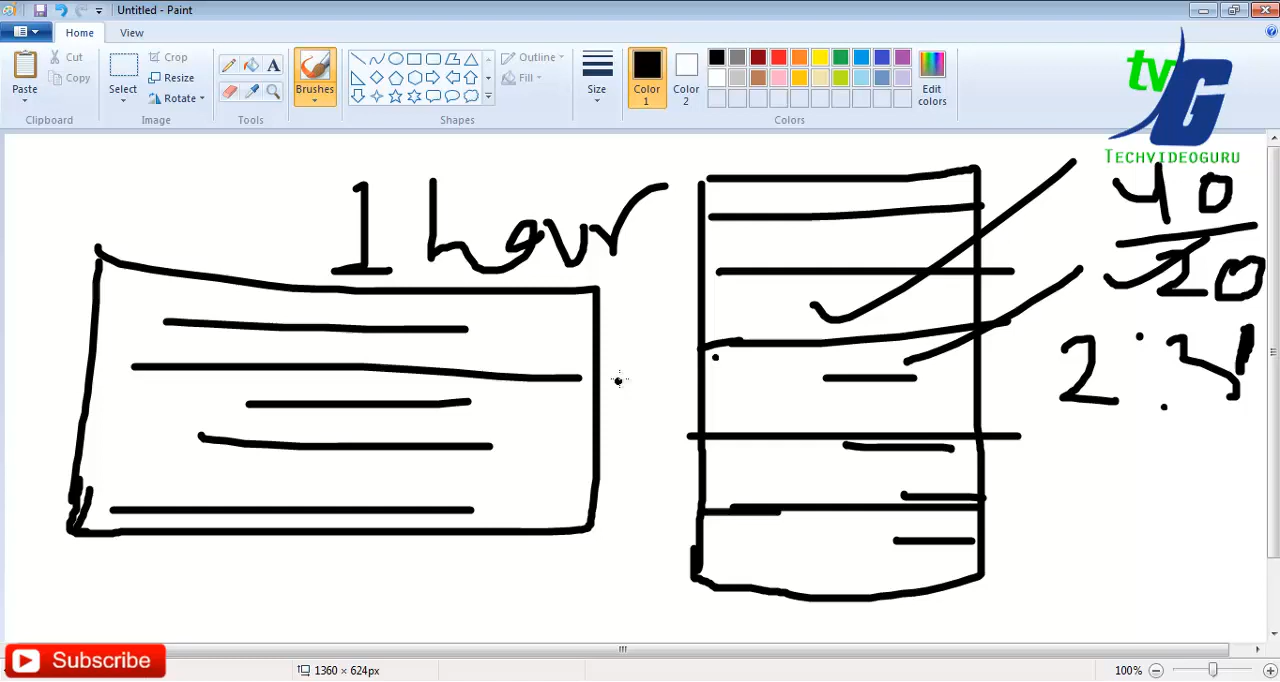 Untitled - Paint
Home View
Paste Cut Copy Select Crop Resize Rotate Brushes Outline Fill Size Color 1 Color 2 Edit colors
Clipboard Image Tools Shapes Colors
tv G
TECHVIDEOGURU
1 hour
40
20
2:
Subscribe
1360 × 624px
100%